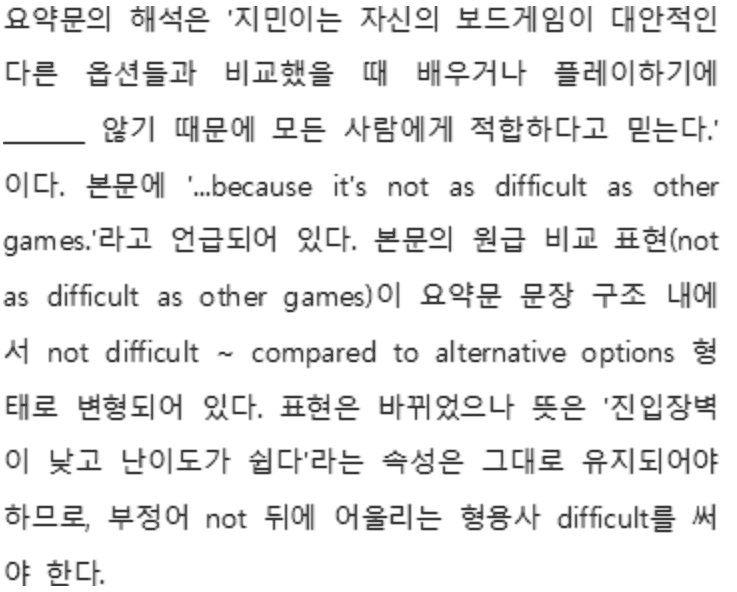 요약문의 해석은 '지민이는 자신의 보드게임이 대안적인
다른 옵션들과 비교했을 때 배우거나 플레이하기에
______ 않기 때문에 모든 사람에게 적합하다고 믿는다.'
이다. 본문에 '...because it's not as difficult as other
games.'라고 언급되어 있다. 본문의 원급 비교 표현(not
as difficult as other games)이 요약문 문장 구조 내에
서 not difficult ~ compared to alternative options 형
태로 변형되어 있다. 표현은 바뀌었으나 뜻은 '진입장벽
이 낮고 난이도가 쉽다'라는 속성은 그대로 유지되어야
하므로, 부정어 not 뒤에 어울리는 형용사 difficult를 써
야 한다.